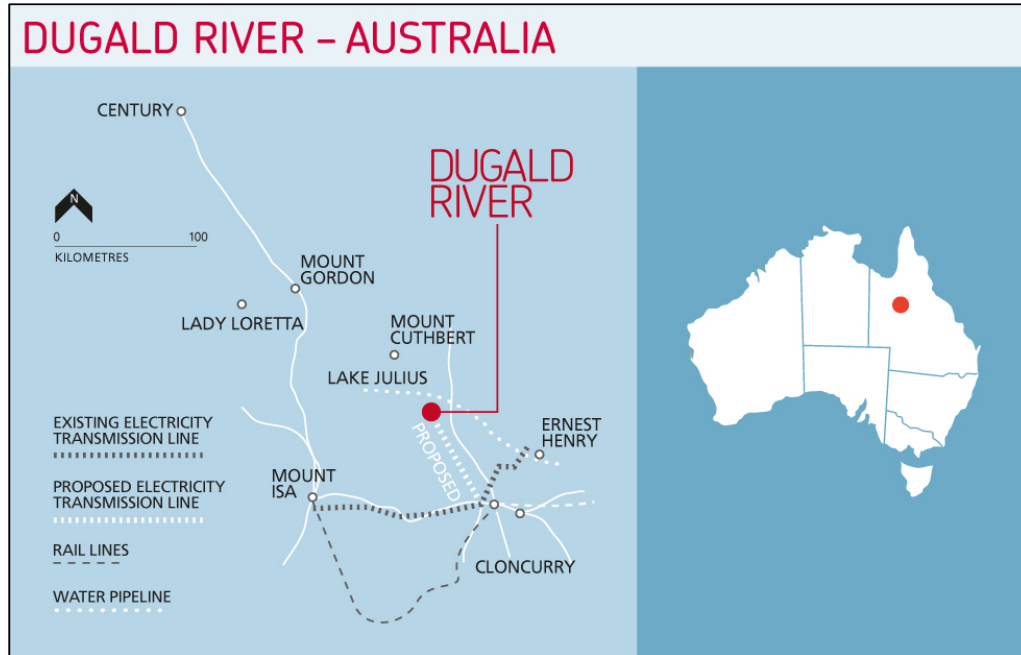 DUGALD RIVER – AUSTRALIA
CENTURY
DUGALD
RIVER
N
0 100
KILOMETRES
MOUNT
GORDON
LADY LORETTA
MOUNT
CUTHBERT
LAKE JULIUS
EXISTING ELECTRICITY
TRANSMISSION LINE
PROPOSED
ERNEST
HENRY
PROPOSED ELECTRICITY
TRANSMISSION LINE
MOUNT
ISA
RAIL LINES
CLONCURRY
WATER PIPELINE